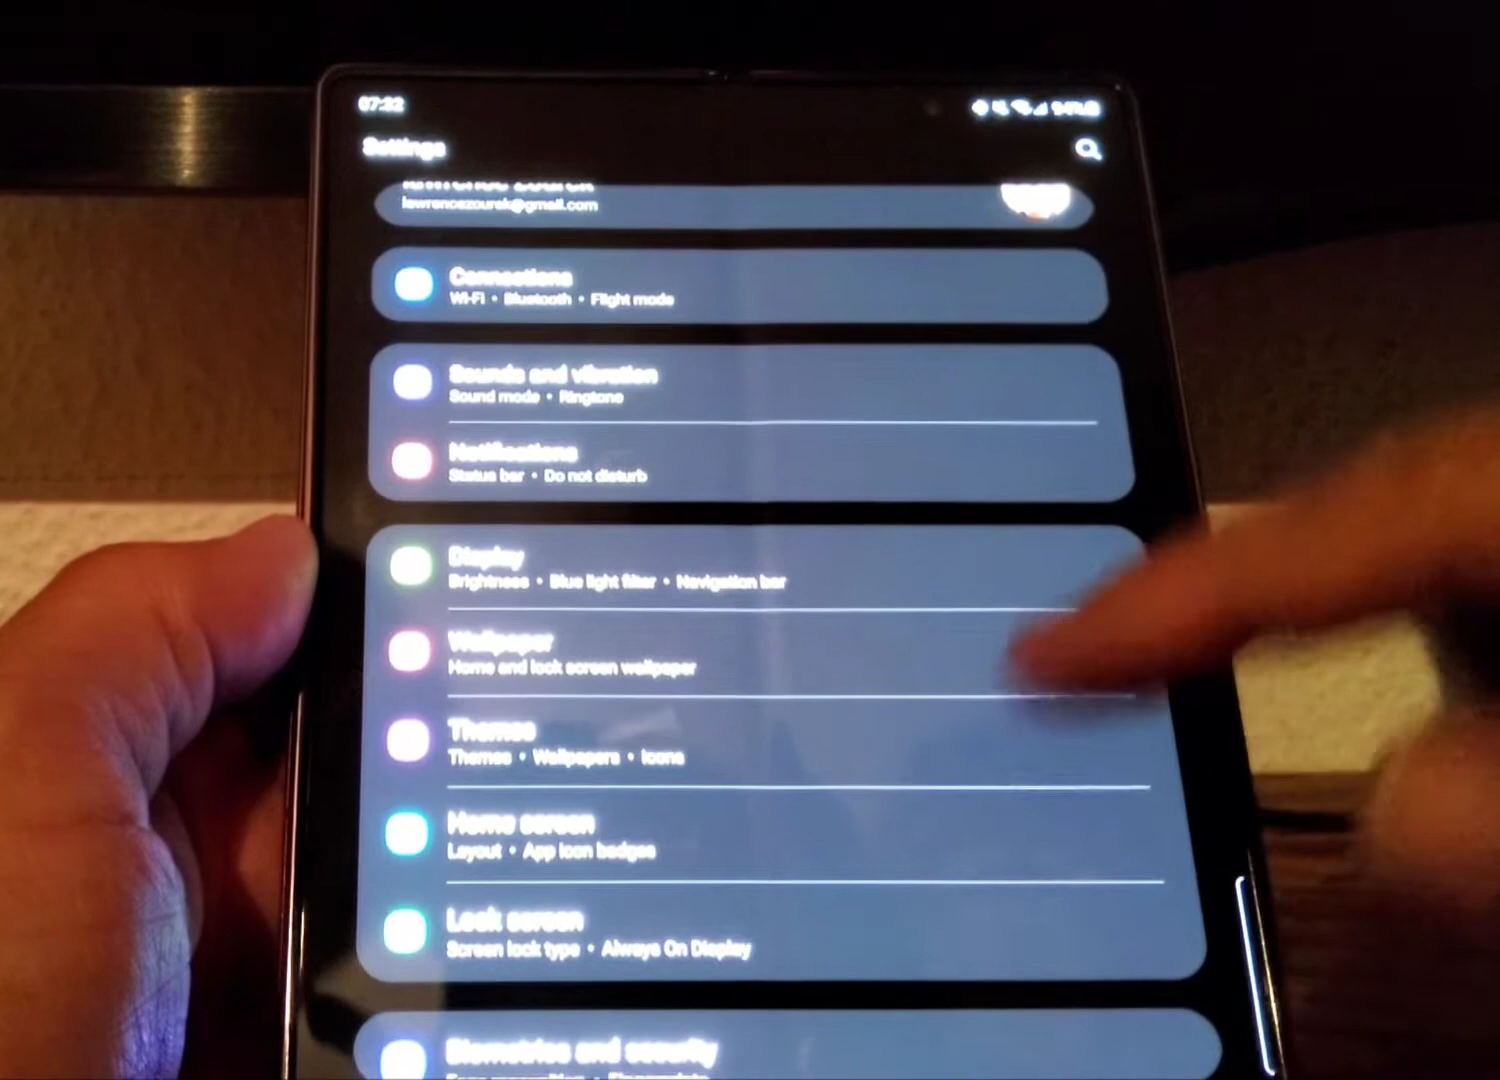 07:32
Settings
lawrencezourek@gmail.com
Connections
Wi-Fi • Bluetooth • Flight mode
Sounds and vibration
Sound mode • Ringtone
Notifications
Status bar • Do not disturb
Display
Brightness • Blue light filter • Navigation bar
Wallpaper
Home and lock screen wallpaper
Themes
Themes • Wallpapers • Icons
Home screen
Layout • App icon badges
Lock screen
Screen lock type • Always On Display
Biometrics and security